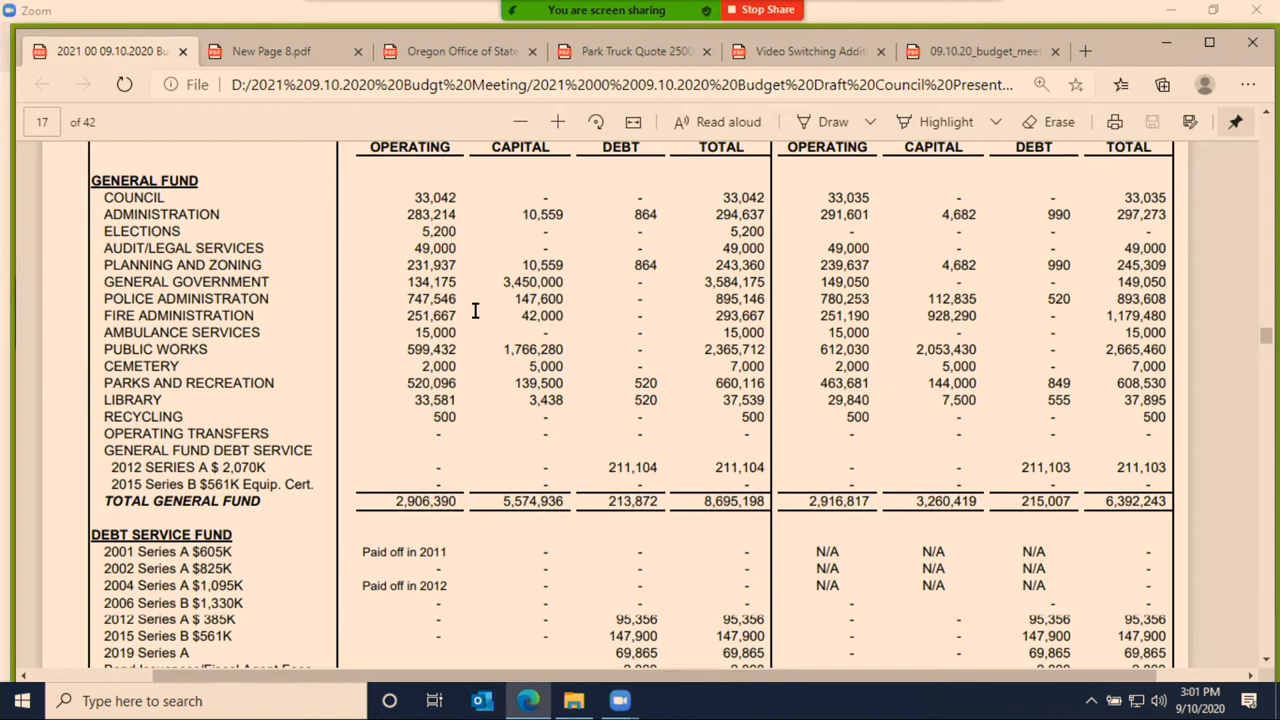 Zoom
You are screen sharing Stop Share
2021 00 09.10.2020 Bu New Page 8.pdf Oregon Office of State Park Truck Quote 2500 Video Switching Addit 09.10.20_budget_meet
File D:/2021%209.10.2020%20Budgt%20Meeting/2021%2000%2009.10.2020%20Budget%20Draft%20Council%20Present...
17 of 42 Read aloud Draw Highlight Erase
OPERATING CAPITAL DEBT TOTAL OPERATING CAPITAL DEBT TOTAL
GENERAL FUND
COUNCIL 33,042 - - 33,042 33,035 - - 33,035
ADMINISTRATION 283,214 10,559 864 294,637 291,601 4,682 990 297,273
ELECTIONS 5,200 - - 5,200 - - - -
AUDIT/LEGAL SERVICES 49,000 - - 49,000 49,000 - - 49,000
PLANNING AND ZONING 231,937 10,559 864 243,360 239,637 4,682 990 245,309
GENERAL GOVERNMENT 134,175 3,450,000 - 3,584,175 149,050 - - 149,050
POLICE ADMINISTRATON 747,546 147,600 - 895,146 780,253 112,835 520 893,608
FIRE ADMINISTRATION 251,667 42,000 - 293,667 251,190 928,290 - 1,179,480
AMBULANCE SERVICES 15,000 - - 15,000 15,000 - - 15,000
PUBLIC WORKS 599,432 1,766,280 - 2,365,712 612,030 2,053,430 - 2,665,460
CEMETERY 2,000 5,000 - 7,000 2,000 5,000 - 7,000
PARKS AND RECREATION 520,096 139,500 520 660,116 463,681 144,000 849 608,530
LIBRARY 33,581 3,438 520 37,539 29,840 7,500 555 37,895
RECYCLING 500 - - 500 500 - - 500
OPERATING TRANSFERS - - - - - - - -
GENERAL FUND DEBT SERVICE
2012 SERIES A $ 2,070K - - 211,104 211,104 - - 211,103 211,103
2015 Series B $561K Equip. Cert. - - - - - - - -
TOTAL GENERAL FUND 2,906,390 5,574,936 213,872 8,695,198 2,916,817 3,260,419 215,007 6,392,243
DEBT SERVICE FUND
2001 Series A $605K Paid off in 2011 - - - N/A N/A N/A -
2002 Series A $825K - - - - N/A N/A N/A -
2004 Series A $1,095K Paid off in 2012 - - - N/A N/A N/A -
2006 Series B $1,330K - - - - - - - -
2012 Series A $ 385K - - 95,356 95,356 - - 95,356 95,356
2015 Series B $561K - - 147,900 147,900 - - 147,900 147,900
2019 Series A 69,865 69,865 - - 69,865 69,865
Type here to search 3:01 PM
9/10/2020